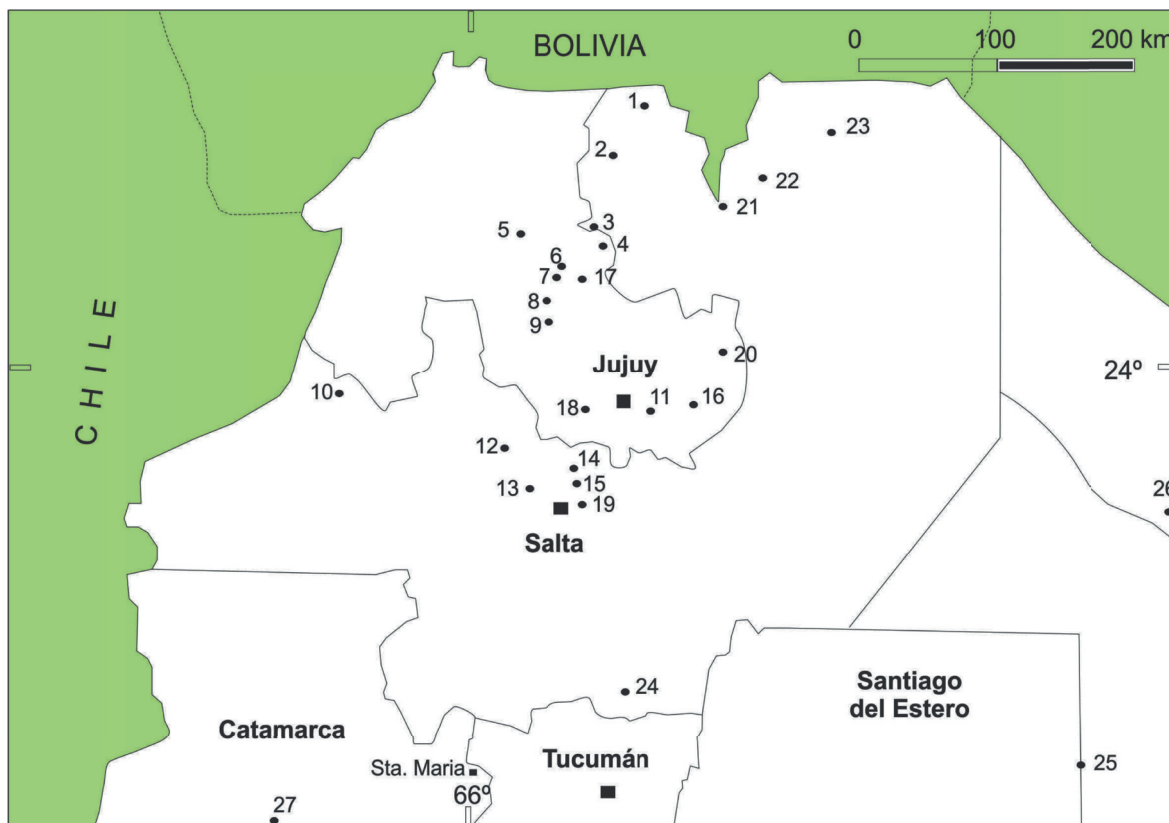 BOLIVIA
0 100 200 km
1
23
2
22
21
3
5
4
6
7
17
8
9
CHILE
20
Jujuy
24º
10
18
11
16
12
14
13
15
26
19
Salta
24
Santiago
del Estero
Catamarca
Tucumán
Sta. Maria
25
66º
27